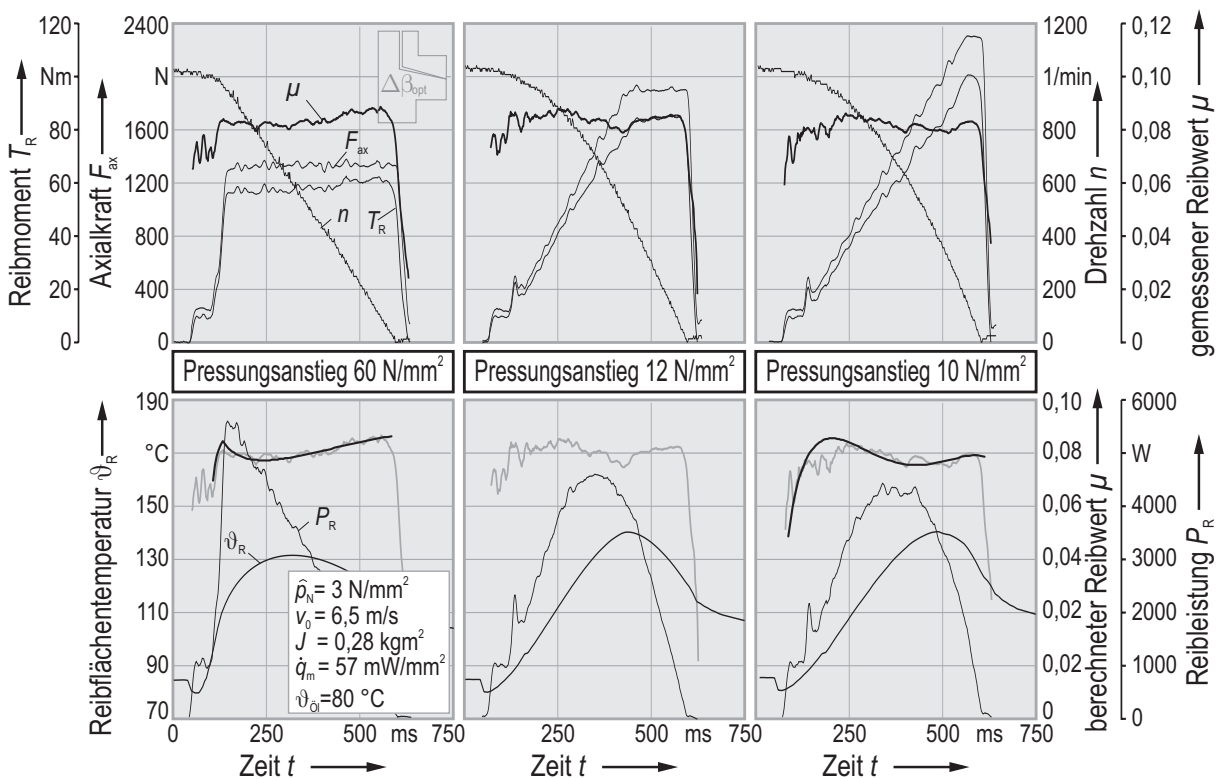 Reibmoment T_R
120
Nm
80
60
40
20
0
Axialkraft F_ax
2400
N
1600
1200
800
400
0
μ
Δβ_opt
F_ax
n
T_R
Drehzahl n
1200
1/min
800
600
400
200
0
gemessener Reibwert μ
0,12
0,10
0,08
0,06
0,04
0,02
0
Pressungsanstieg 60 N/mm²
Pressungsanstieg 12 N/mm²
Pressungsanstieg 10 N/mm²
Reibflächentemperatur ϑ_R
190
°C
150
130
110
90
70
P_R
ϑ_R
p̂_N = 3 N/mm²
v_0 = 6,5 m/s
J = 0,28 kgm²
q̇_m = 57 mW/mm²
ϑ_Öl = 80 °C
berechneter Reibwert μ
0,10
0,08
0,06
0,04
0,02
0,02
0
Reibleistung P_R
6000
W
4000
3000
2000
1000
0
0 250 500 ms 750
250 500 ms 750
250 500 ms 750
Zeit t
Zeit t
Zeit t